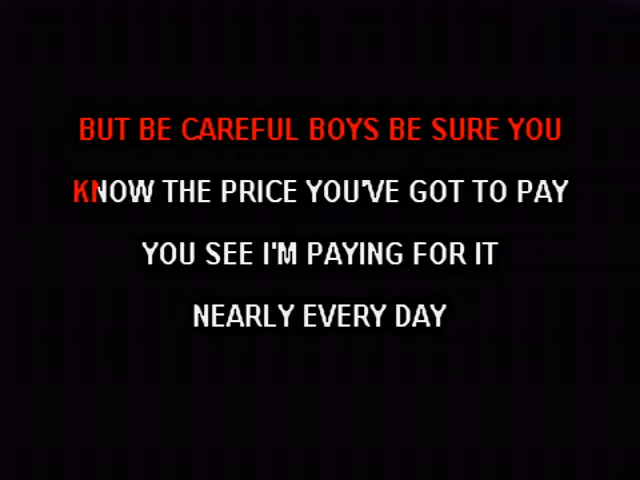 BUT BE CAREFUL BOYS BE SURE YOU
KNOW THE PRICE YOU'VE GOT TO PAY
YOU SEE I'M PAYING FOR IT
NEARLY EVERY DAY